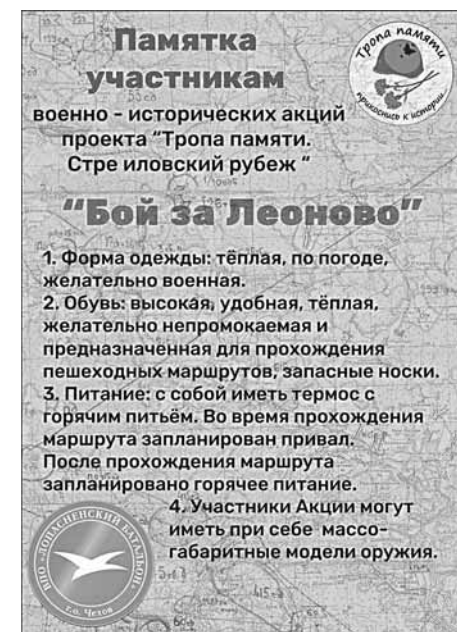 Памятка
участникам
Тропа памяти
прикоснись к истории...
военно - исторических акций
проекта “Тропа памяти.
Стре иловский рубеж “
“Бой за Леоново”
1. Форма одежды: тёплая, по погоде,
желательно военная.
2. Обувь: высокая, удобная, тёплая,
желательно непромокаемая и
предназначенная для прохождения
пешеходных маршрутов, запасные носки.
3. Питание: с собой иметь термос с
горячим питьём. Во время прохождения
маршрута запланирован привал.
После прохождения маршрута
запланировано горячее питание.
4. Участники Акции могут
иметь при себе массо-
габаритные модели оружия.
ВПО «ЛОПАСНЕНСКИЙ БАТАЛЬОН»
г.о. Чехов